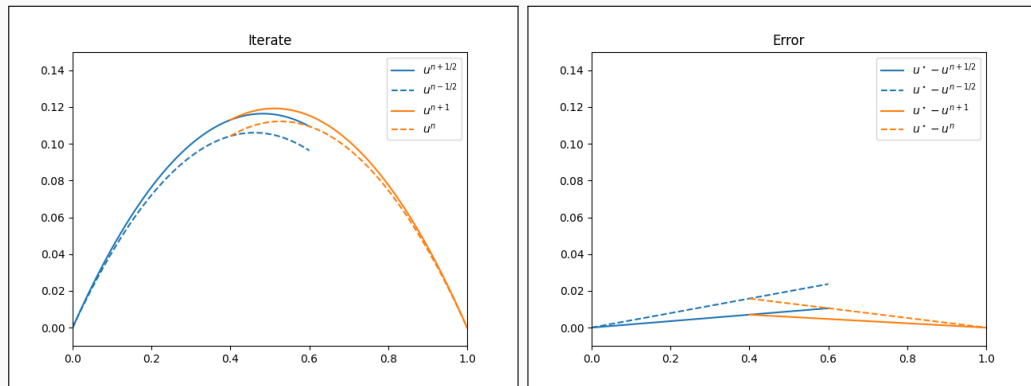 Iterate
0.14
0.12
0.10
0.08
0.06
0.04
0.02
0.00
0.0 0.2 0.4 0.6 0.8 1.0
u^{n+1/2}
u^{n−1/2}
u^{n+1}
u^{n}
Error
0.14
0.12
0.10
0.08
0.06
0.04
0.02
0.00
0.0 0.2 0.4 0.6 0.8 1.0
u^{⋆} − u^{n+1/2}
u^{⋆} − u^{n−1/2}
u^{⋆} − u^{n+1}
u^{⋆} − u^{n}